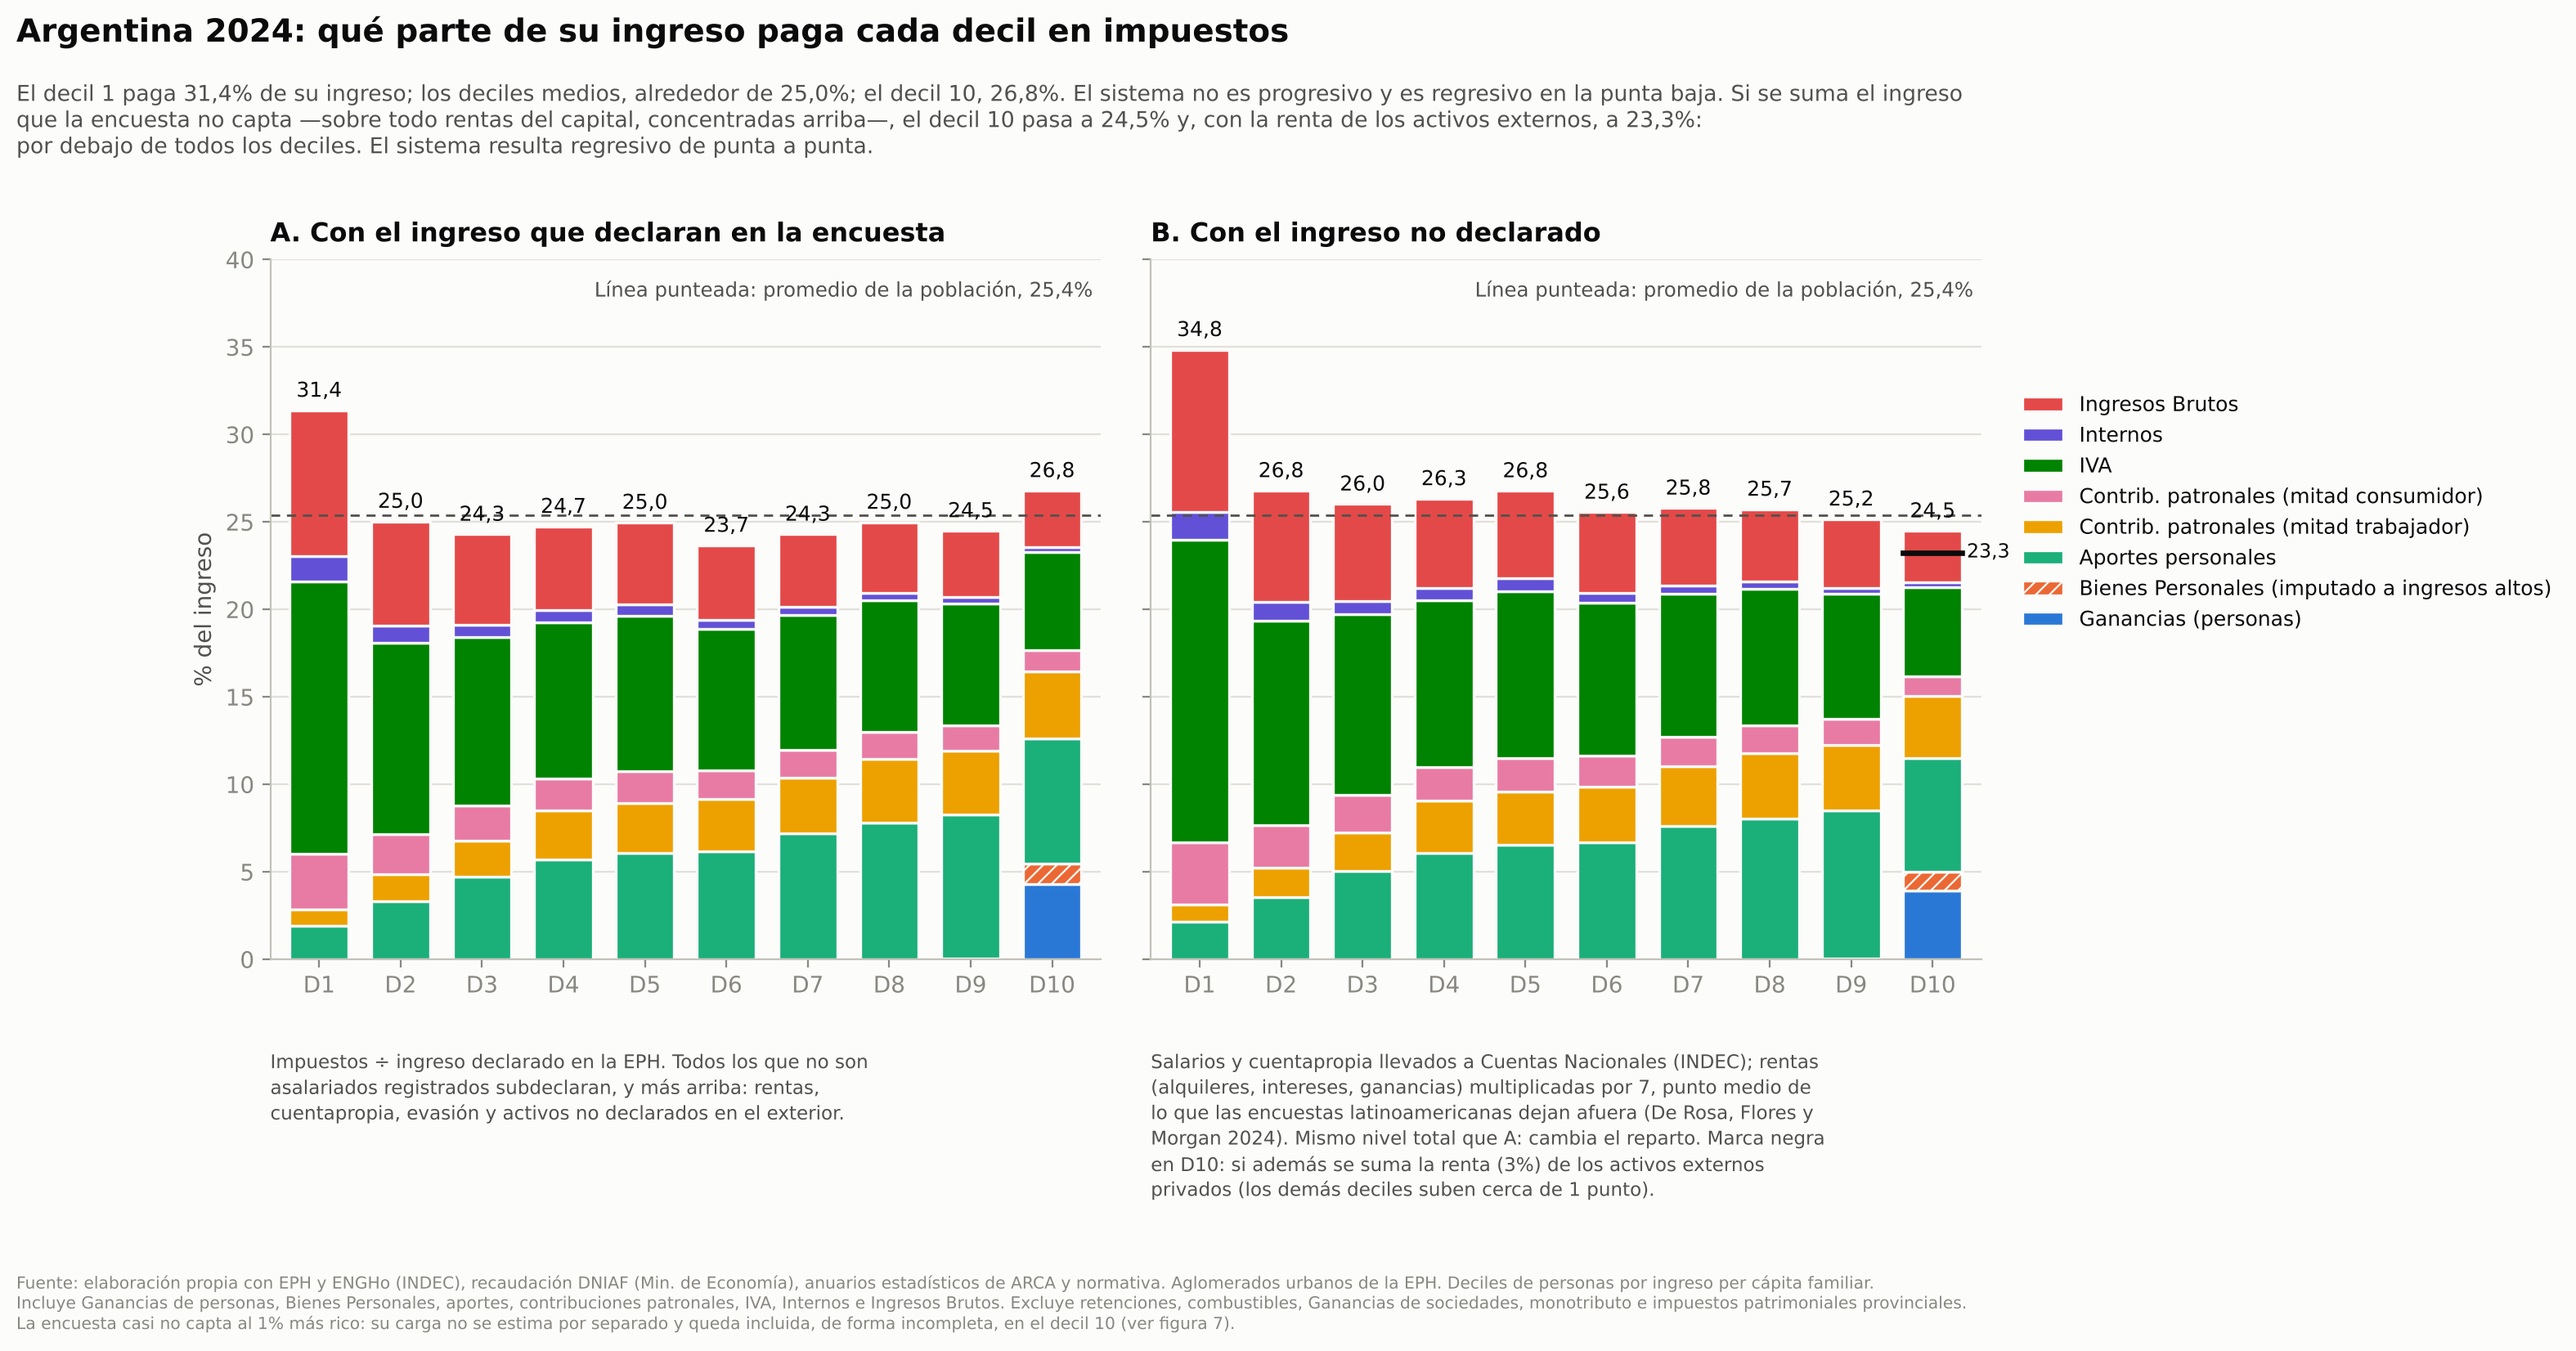 Argentina 2024: qué parte de su ingreso paga cada decil en impuestos
El decil 1 paga 31,4% de su ingreso; los deciles medios, alrededor de 25,0%; el decil 10, 26,8%. El sistema no es progresivo y es regresivo en la punta baja. Si se suma el ingreso
que la encuesta no capta —sobre todo rentas del capital, concentradas arriba—, el decil 10 pasa a 24,5% y, con la renta de los activos externos, a 23,3%:
por debajo de todos los deciles. El sistema resulta regresivo de punta a punta.
A. Con el ingreso que declaran en la encuesta
Línea punteada: promedio de la población, 25,4%
% del ingreso
40
35
30
25
20
15
10
5
0
31,4
25,0
24,3
24,7
25,0
23,7
24,3
25,0
24,5
26,8
D1
D2
D3
D4
D5
D6
D7
D8
D9
D10
Impuestos ÷ ingreso declarado en la EPH. Todos los que no son
asalariados registrados subdeclaran, y más arriba: rentas,
cuentapropia, evasión y activos no declarados en el exterior.
B. Con el ingreso no declarado
Línea punteada: promedio de la población, 25,4%
34,8
26,8
26,0
26,3
26,8
25,6
25,8
25,7
25,2
24,5
23,3
D1
D2
D3
D4
D5
D6
D7
D8
D9
D10
Salarios y cuentapropia llevados a Cuentas Nacionales (INDEC); rentas
(alquileres, intereses, ganancias) multiplicadas por 7, punto medio de
lo que las encuestas latinoamericanas dejan afuera (De Rosa, Flores y
Morgan 2024). Mismo nivel total que A: cambia el reparto. Marca negra
en D10: si además se suma la renta (3%) de los activos externos
privados (los demás deciles suben cerca de 1 punto).
Ingresos Brutos
Internos
IVA
Contrib. patronales (mitad consumidor)
Contrib. patronales (mitad trabajador)
Aportes personales
Bienes Personales (imputado a ingresos altos)
Ganancias (personas)
Fuente: elaboración propia con EPH y ENGHo (INDEC), recaudación DNIAF (Min. de Economía), anuarios estadísticos de ARCA y normativa. Aglomerados urbanos de la EPH. Deciles de personas por ingreso per cápita familiar.
Incluye Ganancias de personas, Bienes Personales, aportes, contribuciones patronales, IVA, Internos e Ingresos Brutos. Excluye retenciones, combustibles, Ganancias de sociedades, monotributo e impuestos patrimoniales provinciales.
La encuesta casi no capta al 1% más rico: su carga no se estima por separado y queda incluida, de forma incompleta, en el decil 10 (ver figura 7).